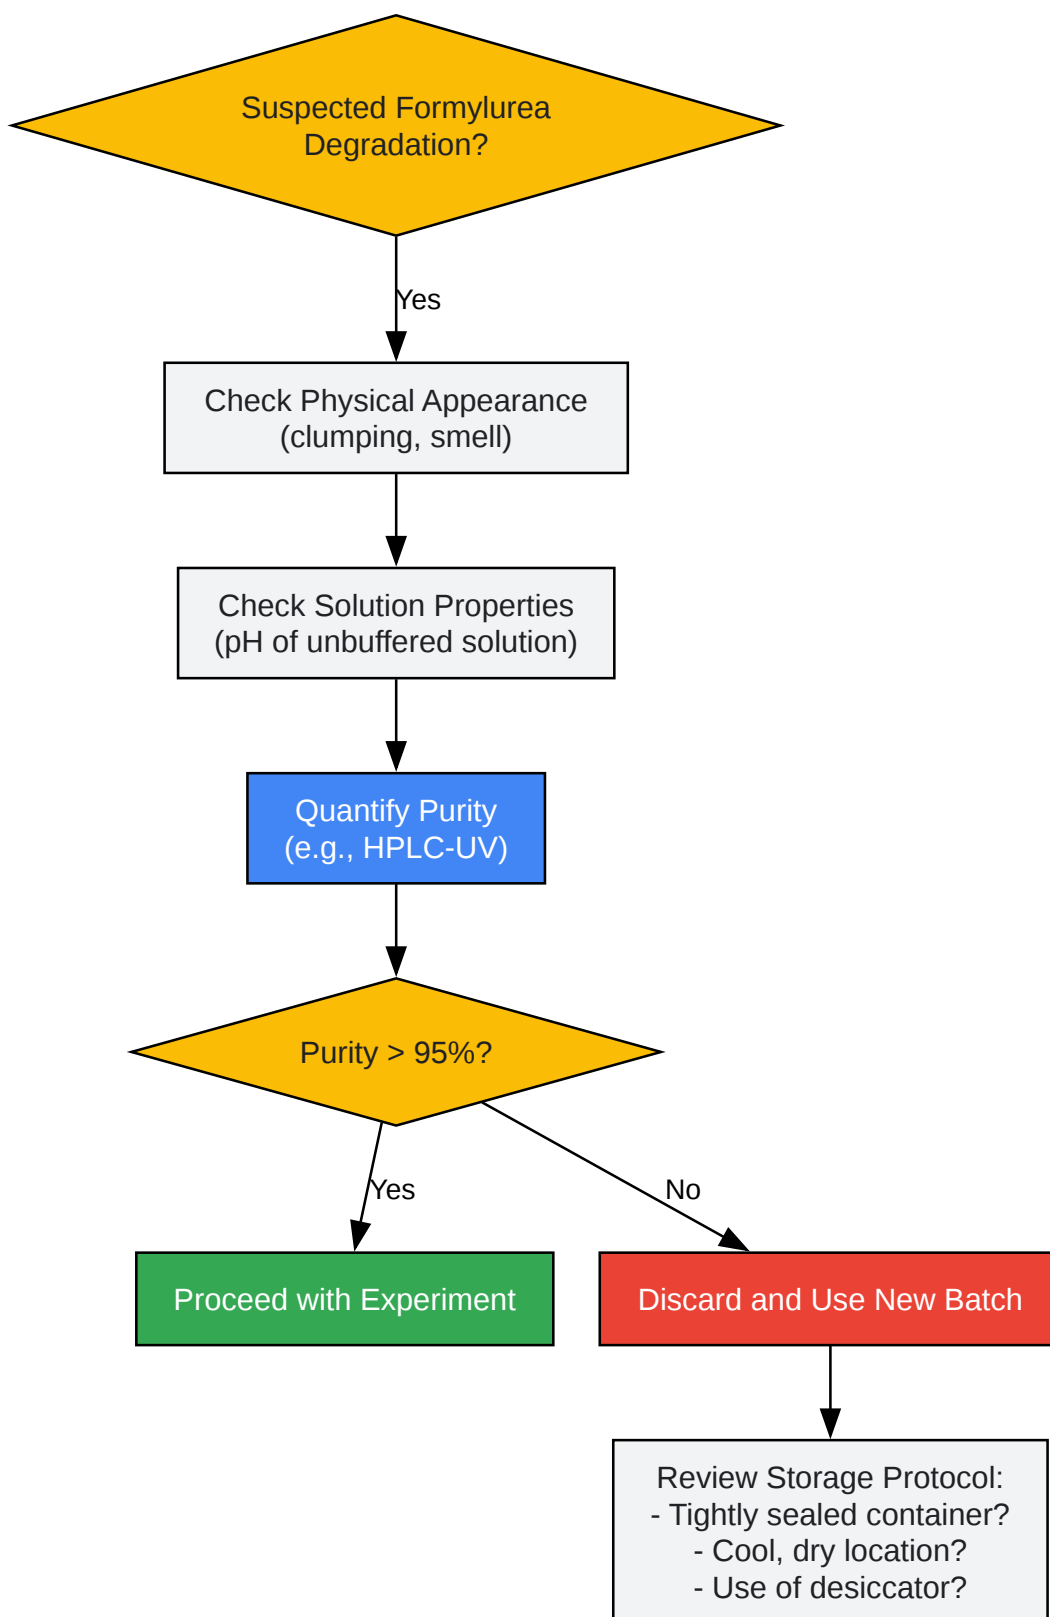 Suspected Formylurea
Degradation?
Yes
Check Physical Appearance
(clumping, smell)
Check Solution Properties
(pH of unbuffered solution)
Quantify Purity
(e.g., HPLC-UV)
Purity > 95%?
Yes
No
Proceed with Experiment
Discard and Use New Batch
Review Storage Protocol:
- Tightly sealed container?
- Cool, dry location?
- Use of desiccator?